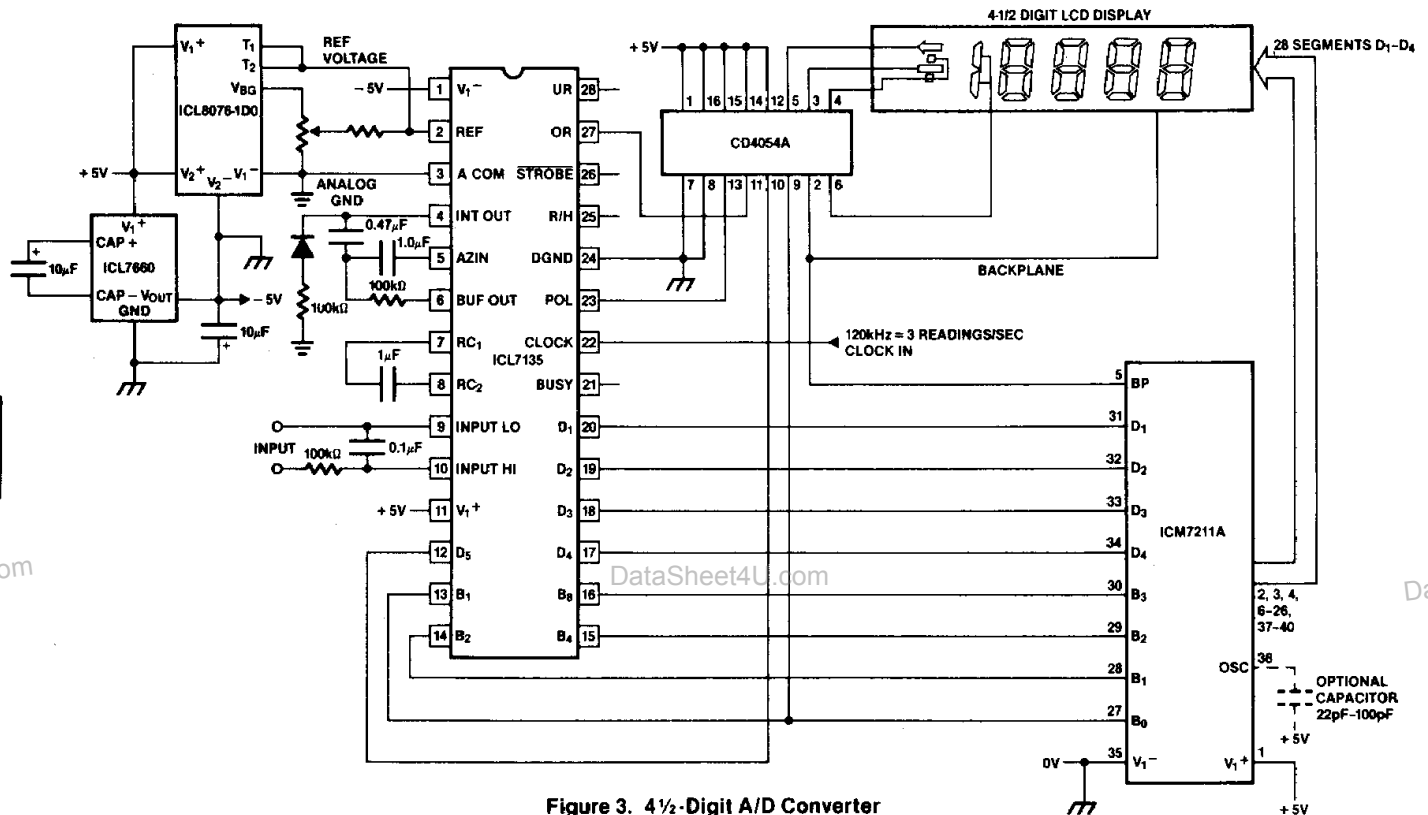 4-1/2 DIGIT LCD DISPLAY
28 SEGMENTS D₁–D₄
REF
VOLTAGE
V₁⁺
T₁
T₂
V_BG
ICL8076-1D0
+5V
V₂⁺
V₂⁻
V₁⁻
V₁⁺
CAP +
ICL7660
CAP – V_OUT
GND
10µF
–5V
10µF
ANALOG
GND
0.47µF
1.0µF
100kΩ
100kΩ
1µF
INPUT
100kΩ
0.1µF
–5V
+5V
1 V₁⁻
2 REF
3 A COM
4 INT OUT
5 AZIN
6 BUF OUT
7 RC₁
8 RC₂
9 INPUT LO
10 INPUT HI
11 V₁⁺
12 D₅
13 B₁
14 B₂
ICL7135
UR 28
OR 27
STROBE 26
R/H 25
DGND 24
POL 23
CLOCK 22
BUSY 21
D₁ 20
D₂ 19
D₃ 18
D₄ 17
B₈ 16
B₄ 15
+5V
1 16 15 14 12 5 3 4
CD4054A
7 8 13 11 10 9 2 6
BACKPLANE
120kHz = 3 READINGS/SEC
CLOCK IN
5 BP
31 D₁
32 D₂
33 D₃
34 D₄
30 B₃
29 B₂
28 B₁
27 B₀
35 V₁⁻
0V
ICM7211A
2, 3, 4,
6–26,
37–40
OSC 36
OPTIONAL
CAPACITOR
22pF–100pF
+5V
V₁⁺ 1
+5V
om
DataSheet4U.com
Da
Figure 3. 4½-Digit A/D Converter